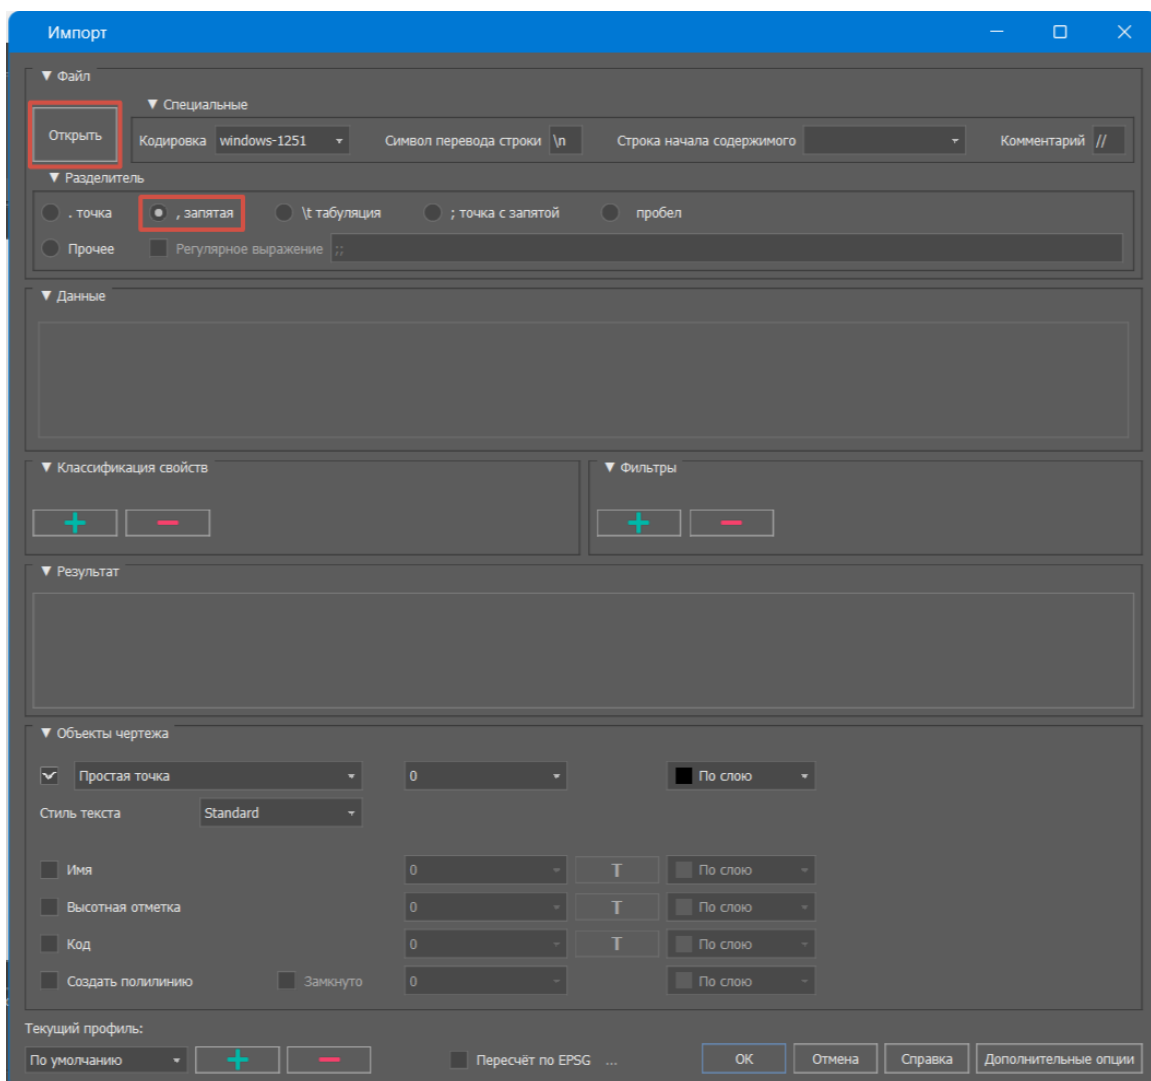 Импорт
▼ Файл
▼ Специальные
Открыть
Кодировка windows-1251 Символ перевода строки \n Строка начала содержимого Комментарий //
▼ Разделитель
. точка , запятая \t табуляция ; точка с запятой пробел
Прочее Регулярное выражение ;;
▼ Данные
▼ Классификация свойств ▼ Фильтры
+ − + −
▼ Результат
▼ Объекты чертежа
Простая точка 0 По слою
Стиль текста Standard
Имя 0 T По слою
Высотная отметка 0 T По слою
Код 0 T По слою
Создать полилинию Замкнуто 0 По слою
Текущий профиль:
По умолчанию + − Пересчёт по EPSG ... ОК Отмена Справка Дополнительные опции